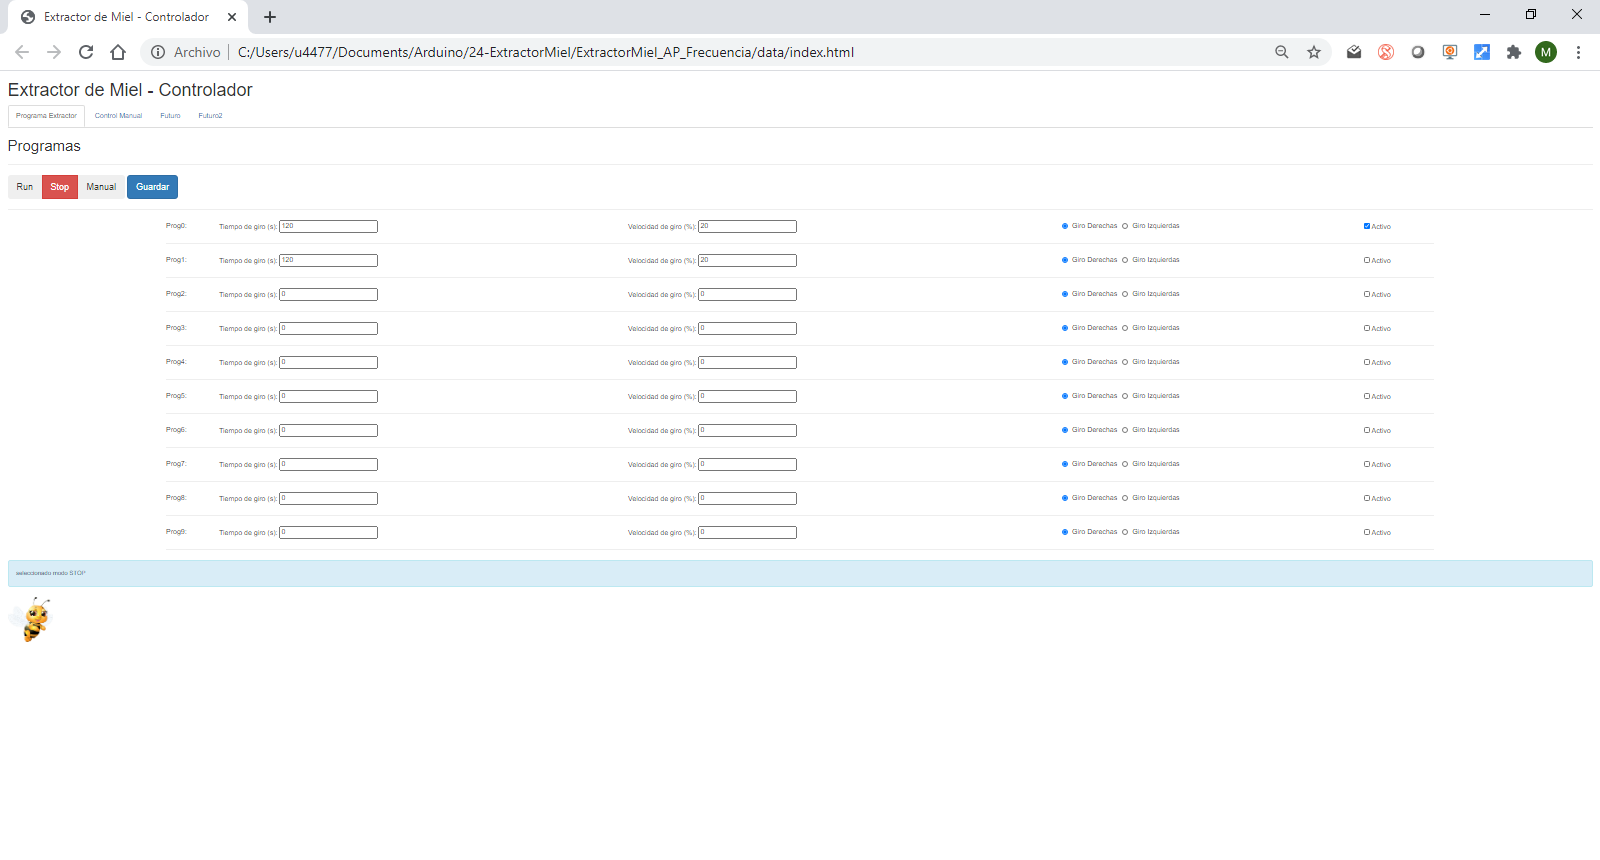 Extractor de Miel - Controlador
Archivo C:/Users/u4477/Documents/Arduino/24-ExtractorMiel/ExtractorMiel_AP_Frecuencia/data/index.html M
Extractor de Miel - Controlador
Programa Extractor Control Manual Futuro Futuro2
Programas
Run Stop Manual Guardar
Prog0: Tiempo de giro (s): 120 Velocidad de giro (%): 20 Giro Derechas Giro Izquierdas Activo
Prog1: Tiempo de giro (s): 120 Velocidad de giro (%): 20 Giro Derechas Giro Izquierdas Activo
Prog2: Tiempo de giro (s): 0 Velocidad de giro (%): 0 Giro Derechas Giro Izquierdas Activo
Prog3: Tiempo de giro (s): 0 Velocidad de giro (%): 0 Giro Derechas Giro Izquierdas Activo
Prog4: Tiempo de giro (s): 0 Velocidad de giro (%): 0 Giro Derechas Giro Izquierdas Activo
Prog5: Tiempo de giro (s): 0 Velocidad de giro (%): 0 Giro Derechas Giro Izquierdas Activo
Prog6: Tiempo de giro (s): 0 Velocidad de giro (%): 0 Giro Derechas Giro Izquierdas Activo
Prog7: Tiempo de giro (s): 0 Velocidad de giro (%): 0 Giro Derechas Giro Izquierdas Activo
Prog8: Tiempo de giro (s): 0 Velocidad de giro (%): 0 Giro Derechas Giro Izquierdas Activo
Prog9: Tiempo de giro (s): 0 Velocidad de giro (%): 0 Giro Derechas Giro Izquierdas Activo
seleccionado modo STOP